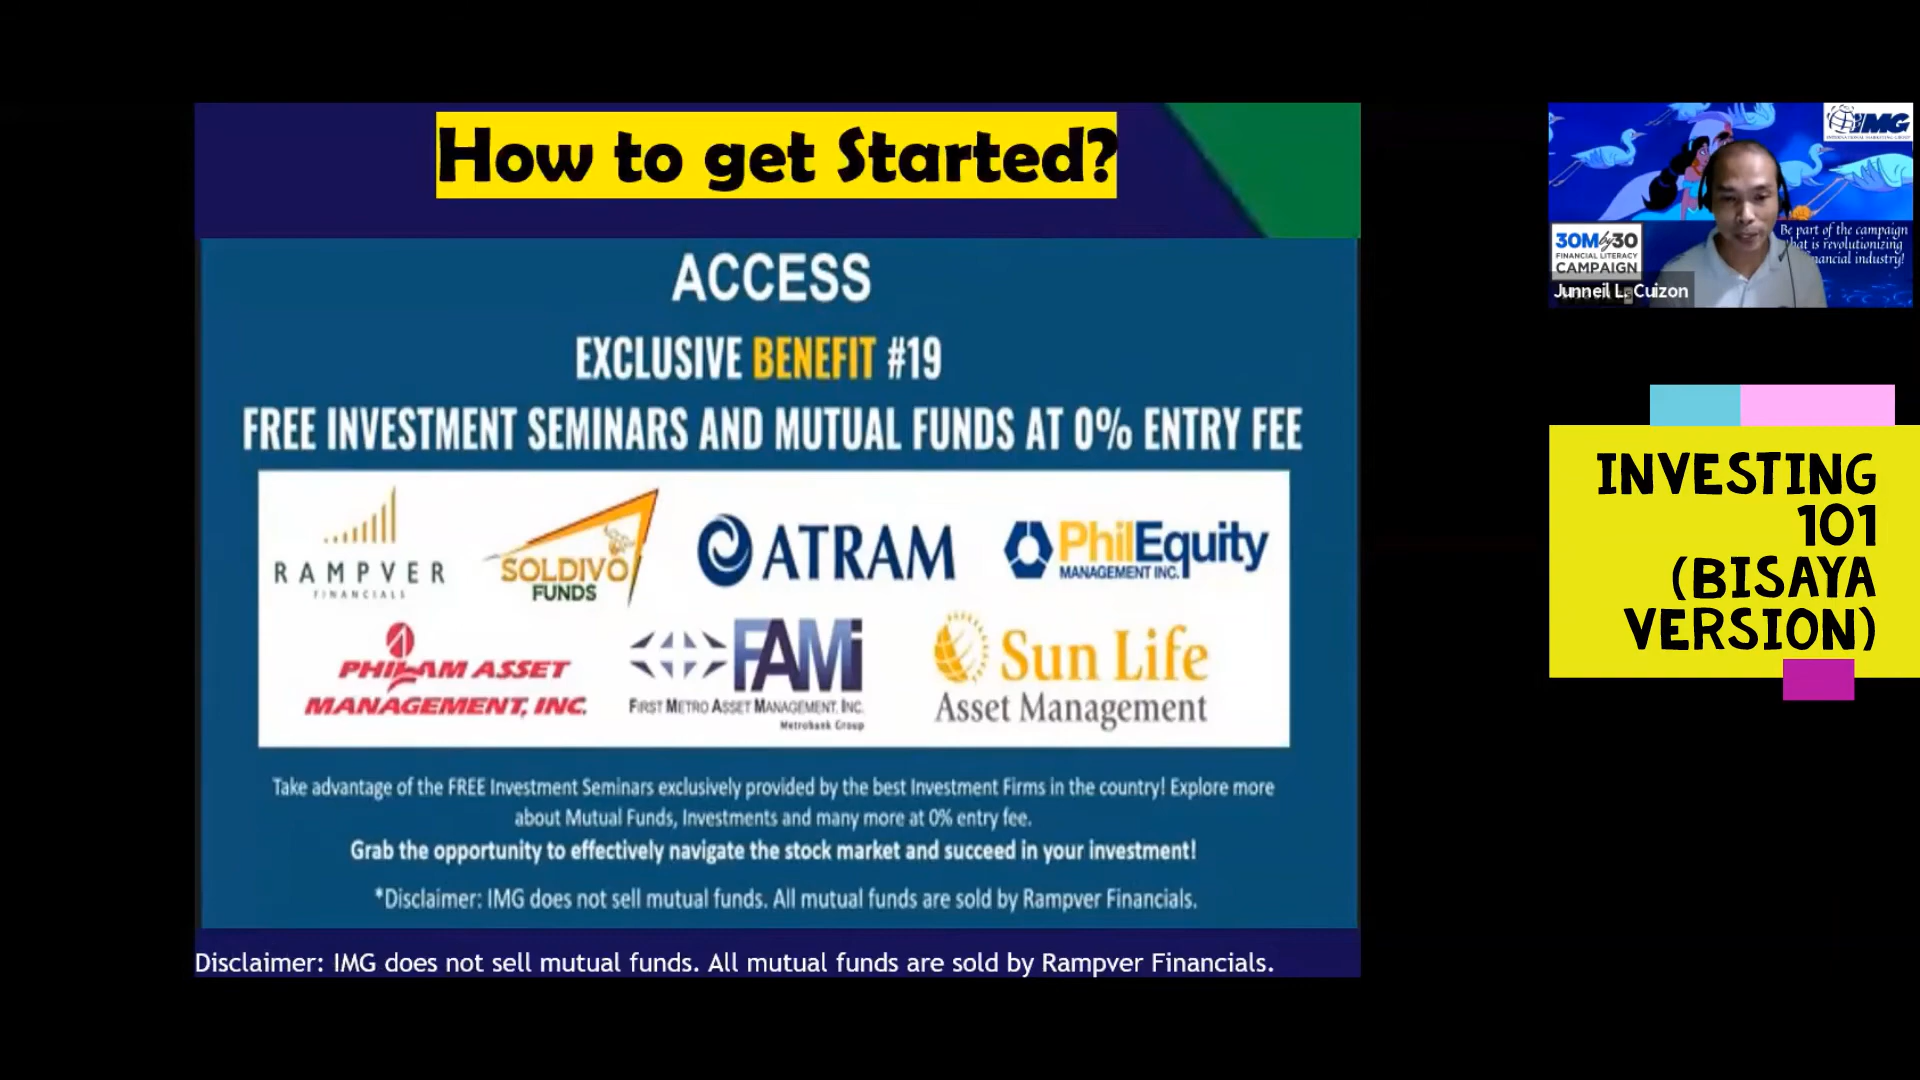 How to get Started?
ACCESS
EXCLUSIVE BENEFIT #19
FREE INVESTMENT SEMINARS AND MUTUAL FUNDS AT 0% ENTRY FEE
RAMPVER
FINANCIALS
SOLDIVO
FUNDS
ATRAM
PhilEquity
MANAGEMENT INC.
PHILAM ASSET
MANAGEMENT, INC.
FAMi
FIRST METRO ASSET MANAGEMENT, INC.
Metrobank Group
Sun Life
Asset Management
Take advantage of the FREE Investment Seminars exclusively provided by the best Investment Firms in the country! Explore more
about Mutual Funds, Investments and many more at 0% entry fee.
Grab the opportunity to effectively navigate the stock market and succeed in your investment!
*Disclaimer: IMG does not sell mutual funds. All mutual funds are sold by Rampver Financials.
Disclaimer: IMG does not sell mutual funds. All mutual funds are sold by Rampver Financials.
IMG
INTERNATIONAL MARKETING GROUP
30M by 30
FINANCIAL LITERACY
CAMPAIGN
Be part of the campaign
hat is revolutionizing
nancial industry!
Junneil L. Cuizon
INVESTING
101
(BISAYA
VERSION)